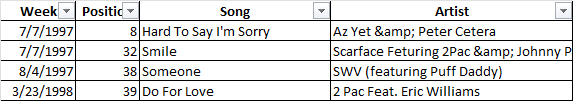 Week Positio Song Artist
7/7/1997 8 Hard To Say I'm Sorry Az Yet &amp; Peter Cetera
7/7/1997 32 Smile Scarface Feturing 2Pac &amp; Johnny P
8/4/1997 38 Someone SWV (featuring Puff Daddy)
3/23/1998 39 Do For Love 2 Pac Feat. Eric Williams